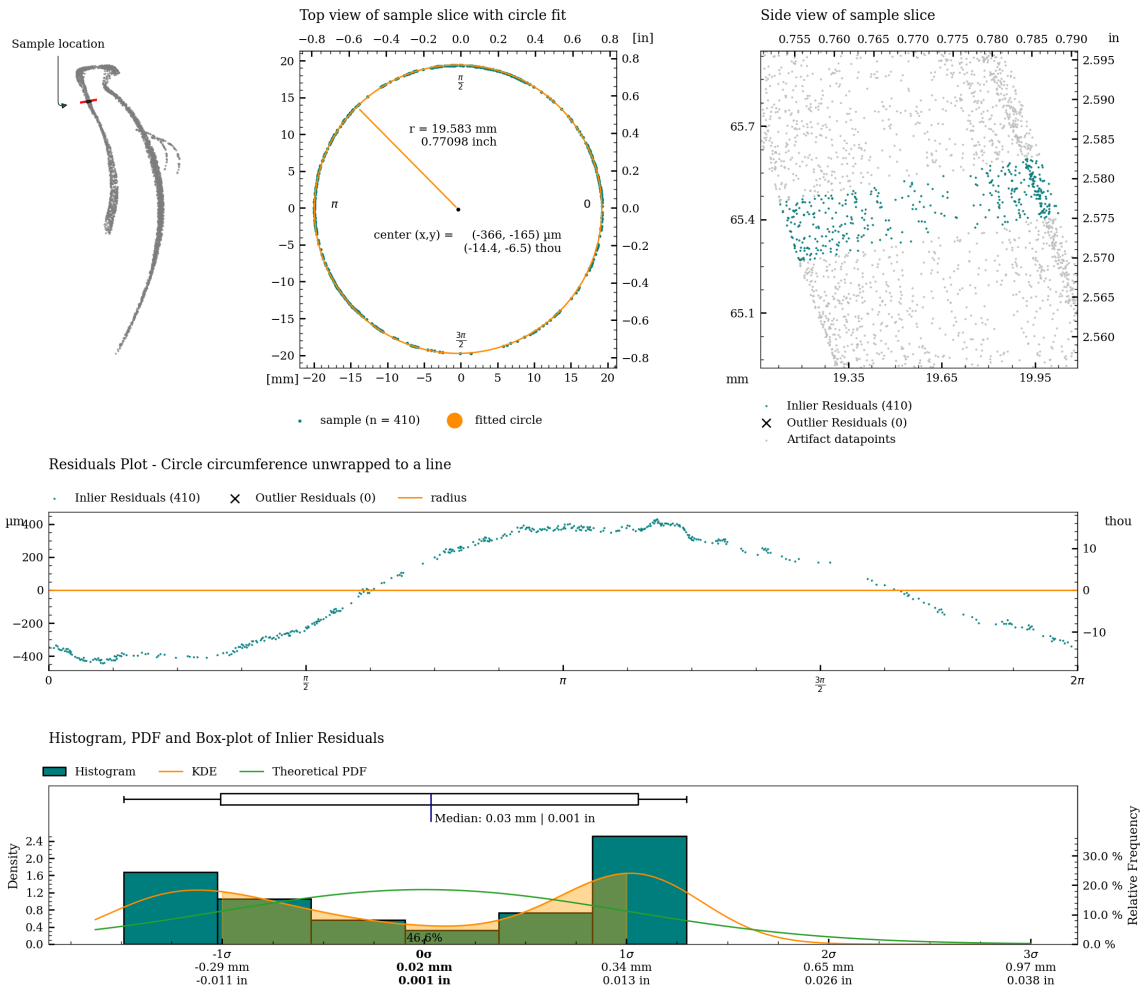 Top view of sample slice with circle fit
Side view of sample slice
Sample location
−0.8 −0.6 −0.4 −0.2 0.0 0.2 0.4 0.6 0.8 [in]
0.755 0.760 0.765 0.770 0.775 0.780 0.785 0.790 in
20
15
10
5
0
−5
−10
−15
−20
0.8
0.6
0.4
0.2
0.0
−0.2
−0.4
−0.6
−0.8
π/2
r = 19.583 mm
0.77098 inch
π
0
center (x,y) = (-366, -165) µm
(-14.4, -6.5) thou
3π/2
[mm] −20 −15 −10 −5 0 5 10 15 20
65.7
65.4
65.1
2.595
2.590
2.585
2.580
2.575
2.570
2.565
2.560
mm 19.35 19.65 19.95
sample (n = 410) fitted circle
Inlier Residuals (410)
Outlier Residuals (0)
Artifact datapoints
Residuals Plot - Circle circumference unwrapped to a line
Inlier Residuals (410) Outlier Residuals (0) radius
µm
400
200
0
−200
−400
thou
10
0
−10
0 π/2 π 3π/2 2π
Histogram, PDF and Box-plot of Inlier Residuals
Histogram KDE Theoretical PDF
Median: 0.03 mm | 0.001 in
Density
2.4
2.0
1.6
1.2
0.8
0.4
0.0
Relative Frequency
30.0 %
20.0 %
10.0 %
0.0 %
46.6%
-1σ 0σ 1σ 2σ 3σ
-0.29 mm 0.02 mm 0.34 mm 0.65 mm 0.97 mm
-0.011 in 0.001 in 0.013 in 0.026 in 0.038 in